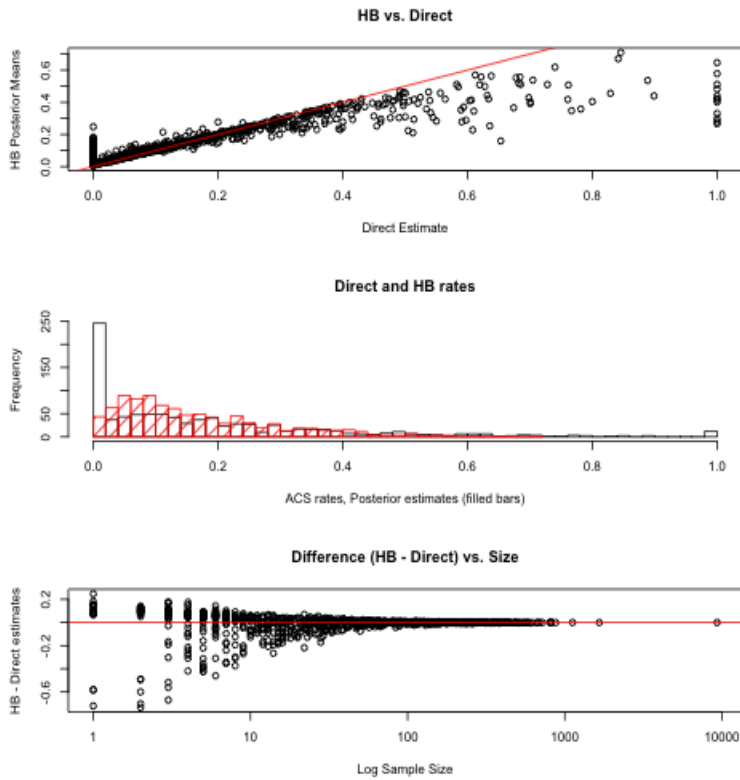 HB vs. Direct
HB Posterior Means
0.0 0.2 0.4 0.6
0.0 0.2 0.4 0.6 0.8 1.0
Direct Estimate
Direct and HB rates
Frequency
0 50 150 250
0.0 0.2 0.4 0.6 0.8 1.0
ACS rates, Posterior estimates (filled bars)
Difference (HB - Direct) vs. Size
HB - Direct estimates
-0.6 -0.2 0.2
1 10 100 1000 10000
Log Sample Size